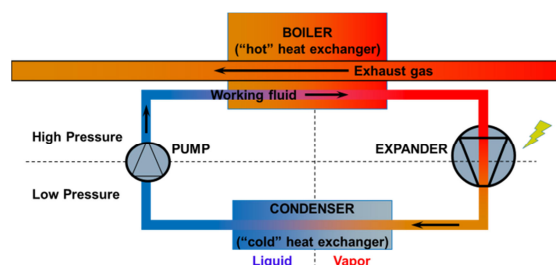 BOILER
(“hot” heat exchanger)
Exhaust gas
Working fluid
High Pressure
PUMP
EXPANDER
Low Pressure
CONDENSER
(“cold” heat exchanger)
Liquid
Vapor